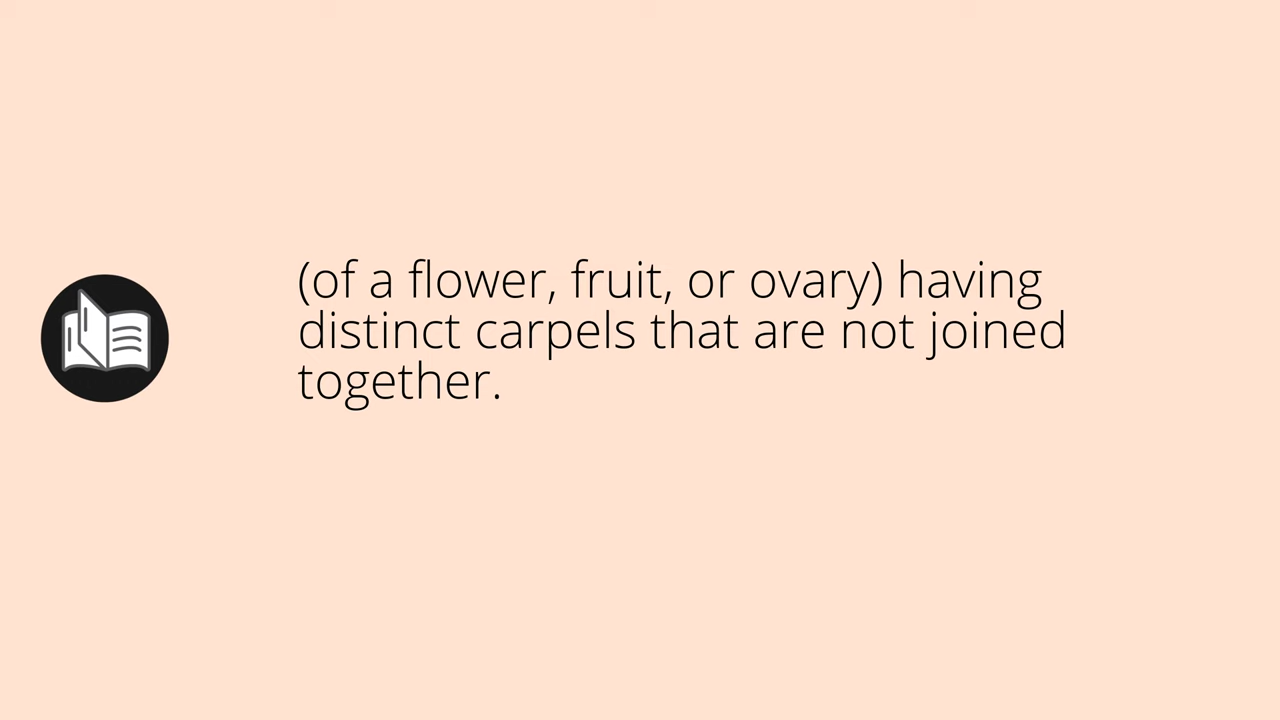 (of a flower, fruit, or ovary) having
distinct carpels that are not joined
together.